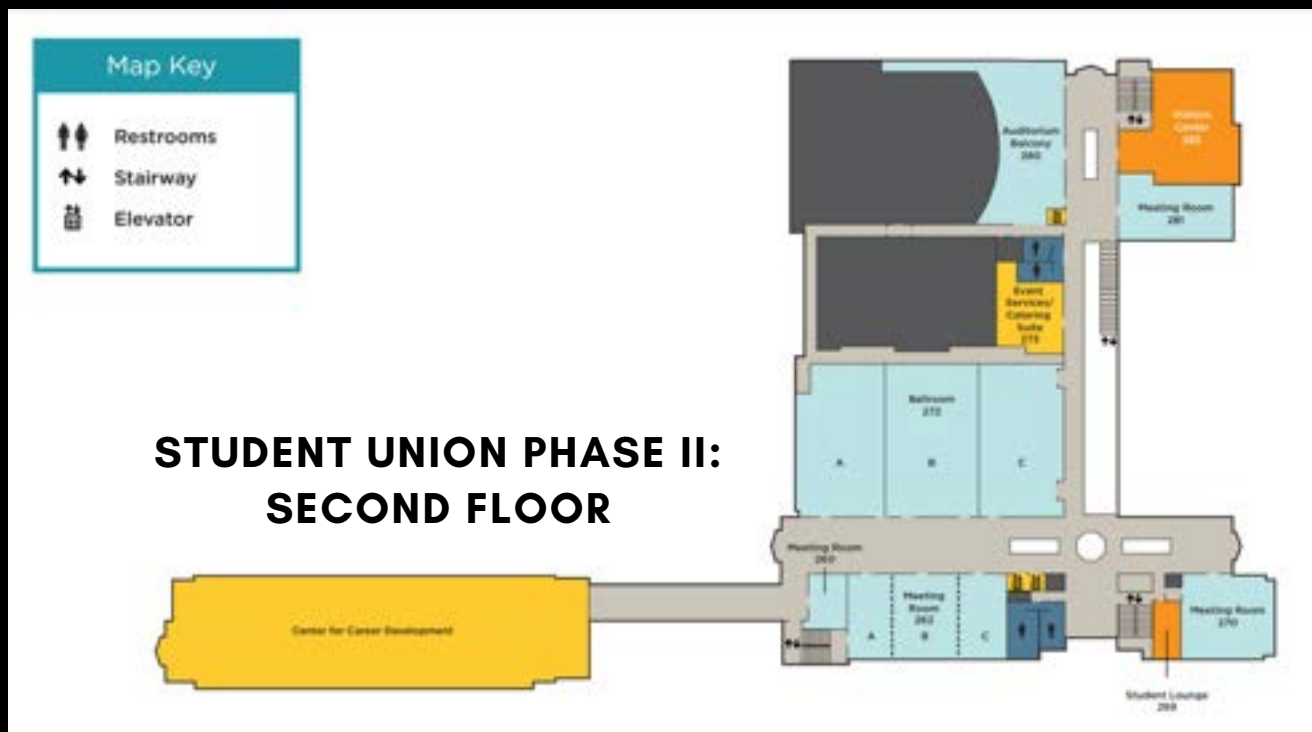 Map Key
Restrooms
Stairway
Elevator
STUDENT UNION PHASE II:
SECOND FLOOR
Auditorium
Balcony
280
Center
Meeting Room
281
Event
Services/
Catering
Suite
273
Ballroom
272
A
B
C
Meeting Room
260
Meeting
Room
262
A
B
C
Meeting Room
270
Student Lounge
269
Center for Career Development